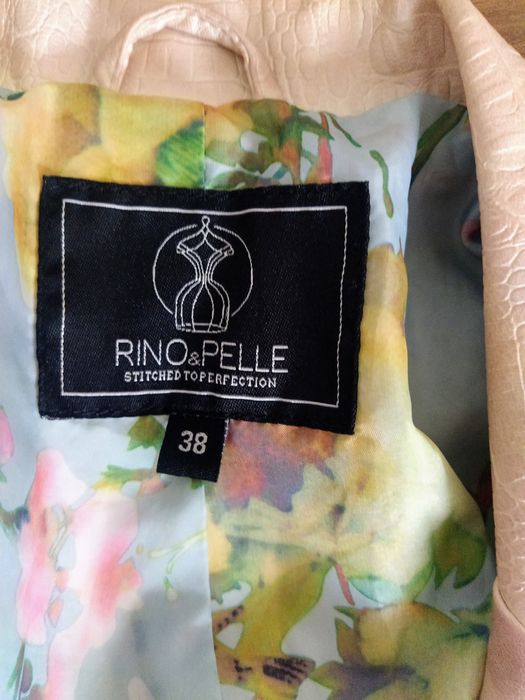 RINO&PELLE
STITCHED TO PERFECTION
38